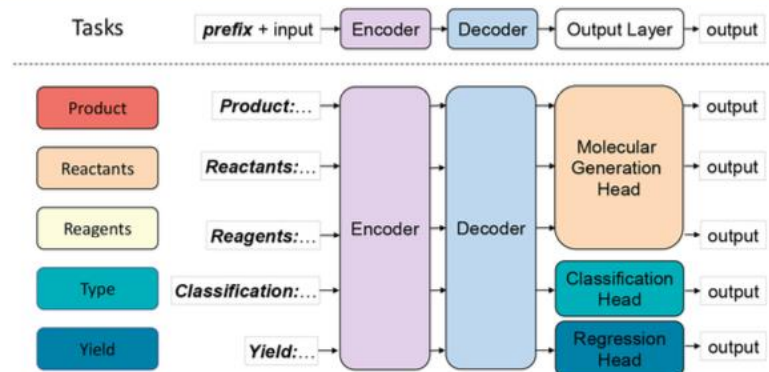 Tasks prefix + input Encoder Decoder Output Layer output
Product Product:... output
Reactants Reactants:... Molecular Generation Head output
Reagents Reagents:... Encoder Decoder output
Type Classification:... Classification Head output
Yield Yield:... Regression Head output